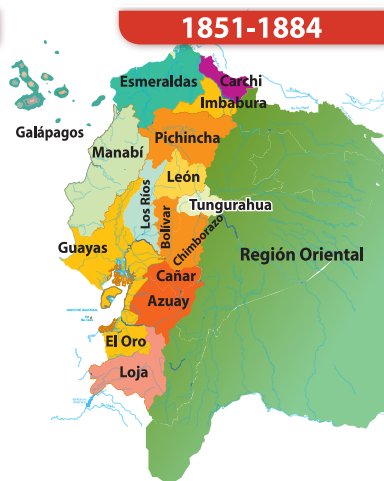 1851-1884
Esmeraldas
Carchi
Imbabura
Galápagos
Pichincha
Manabí
León
Los Ríos
Tungurahua
Bolívar
Chimborazo
Guayas
Región Oriental
Cañar
Azuay
El Oro
Loja